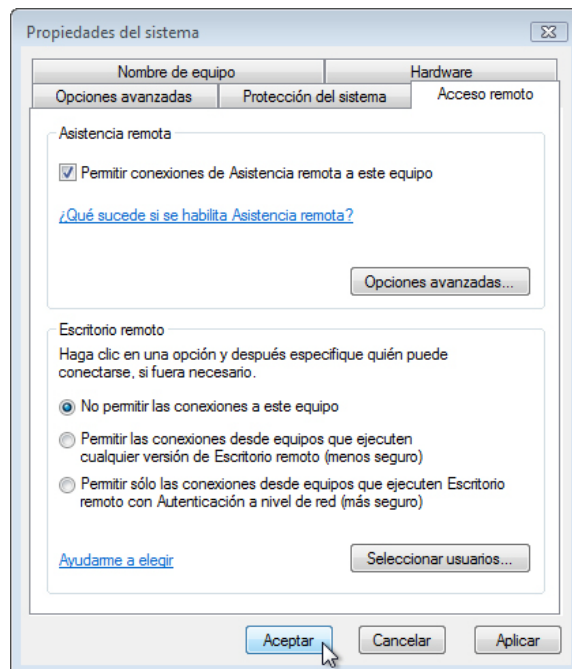 Propiedades del sistema
Nombre de equipo
Hardware
Opciones avanzadas
Protección del sistema
Acceso remoto
Asistencia remota
Permitir conexiones de Asistencia remota a este equipo
¿Qué sucede si se habilita Asistencia remota?
Opciones avanzadas...
Escritorio remoto
Haga clic en una opción y después especifique quién puede
conectarse, si fuera necesario.
No permitir las conexiones a este equipo
Permitir las conexiones desde equipos que ejecuten
cualquier versión de Escritorio remoto (menos seguro)
Permitir sólo las conexiones desde equipos que ejecuten Escritorio
remoto con Autenticación a nivel de red (más seguro)
Ayudarme a elegir
Seleccionar usuarios...
Aceptar
Cancelar
Aplicar